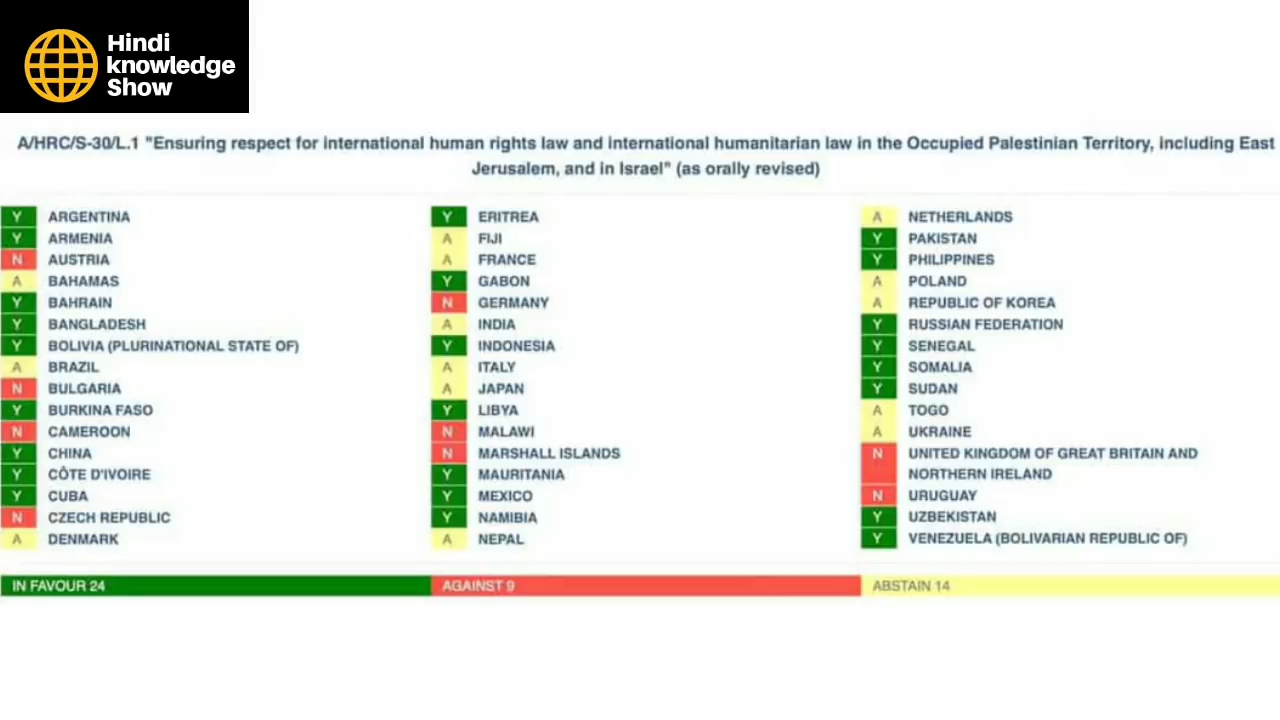 Hindi
knowledge
Show
A/HRC/S-30/L.1 "Ensuring respect for international human rights law and international humanitarian law in the Occupied Palestinian Territory, including East
Jerusalem, and in Israel" (as orally revised)
Y ARGENTINA
Y ARMENIA
N AUSTRIA
A BAHAMAS
Y BAHRAIN
Y BANGLADESH
Y BOLIVIA (PLURINATIONAL STATE OF)
A BRAZIL
N BULGARIA
Y BURKINA FASO
N CAMEROON
Y CHINA
Y CÔTE D'IVOIRE
Y CUBA
N CZECH REPUBLIC
A DENMARK
Y ERITREA
A FIJI
A FRANCE
Y GABON
N GERMANY
A INDIA
Y INDONESIA
A ITALY
A JAPAN
Y LIBYA
N MALAWI
N MARSHALL ISLANDS
Y MAURITANIA
Y MEXICO
Y NAMIBIA
A NEPAL
A NETHERLANDS
Y PAKISTAN
Y PHILIPPINES
A POLAND
A REPUBLIC OF KOREA
Y RUSSIAN FEDERATION
Y SENEGAL
Y SOMALIA
Y SUDAN
A TOGO
A UKRAINE
N UNITED KINGDOM OF GREAT BRITAIN AND
NORTHERN IRELAND
N URUGUAY
Y UZBEKISTAN
Y VENEZUELA (BOLIVARIAN REPUBLIC OF)
IN FAVOUR 24
AGAINST 9
ABSTAIN 14